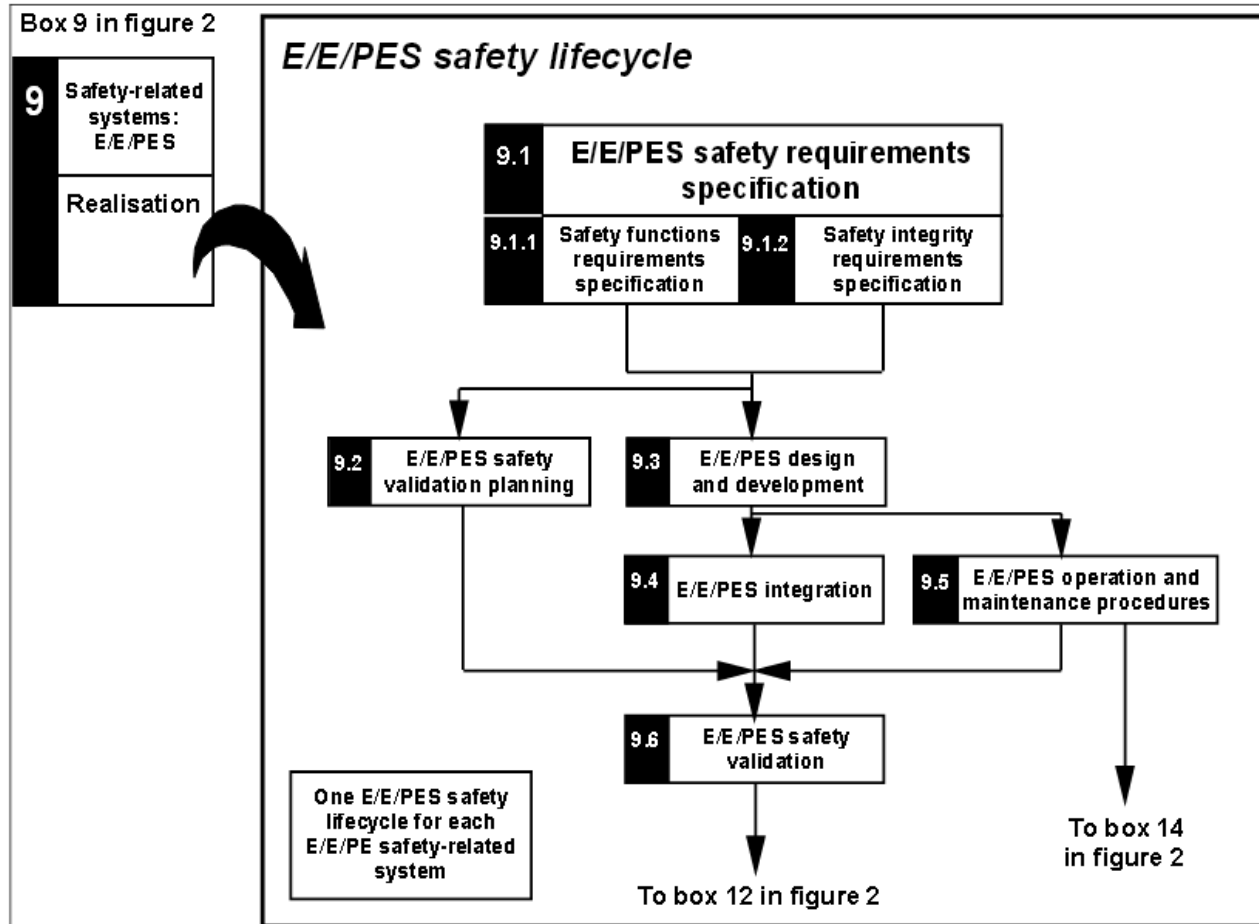 Box 9 in figure 2
9
Safety-related
systems:
E/E/PES
Realisation
E/E/PES safety lifecycle
9.1
E/E/PES safety requirements
specification
9.1.1
Safety functions
requirements
specification
9.1.2
Safety integrity
requirements
specification
9.2
E/E/PES safety
validation planning
9.3
E/E/PES design
and development
9.4
E/E/PES integration
9.5
E/E/PES operation and
maintenance procedures
9.6
E/E/PES safety
validation
One E/E/PES safety
lifecycle for each
E/E/PE safety-related
system
To box 12 in figure 2
To box 14
in figure 2